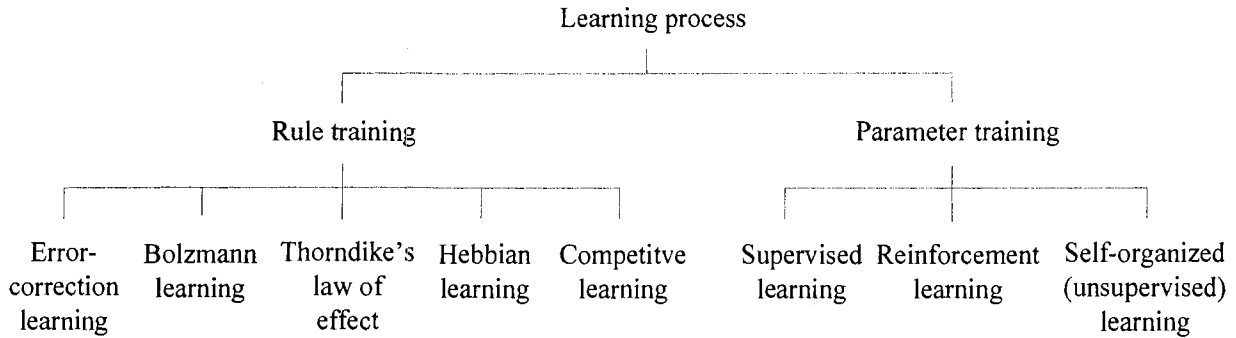 Learning process
Rule training
Parameter training
Error-
correction
learning
Bolzmann
learning
Thorndike's
law of
effect
Hebbian
learning
Competitve
learning
Supervised
learning
Reinforcement
learning
Self-organized
(unsupervised)
learning